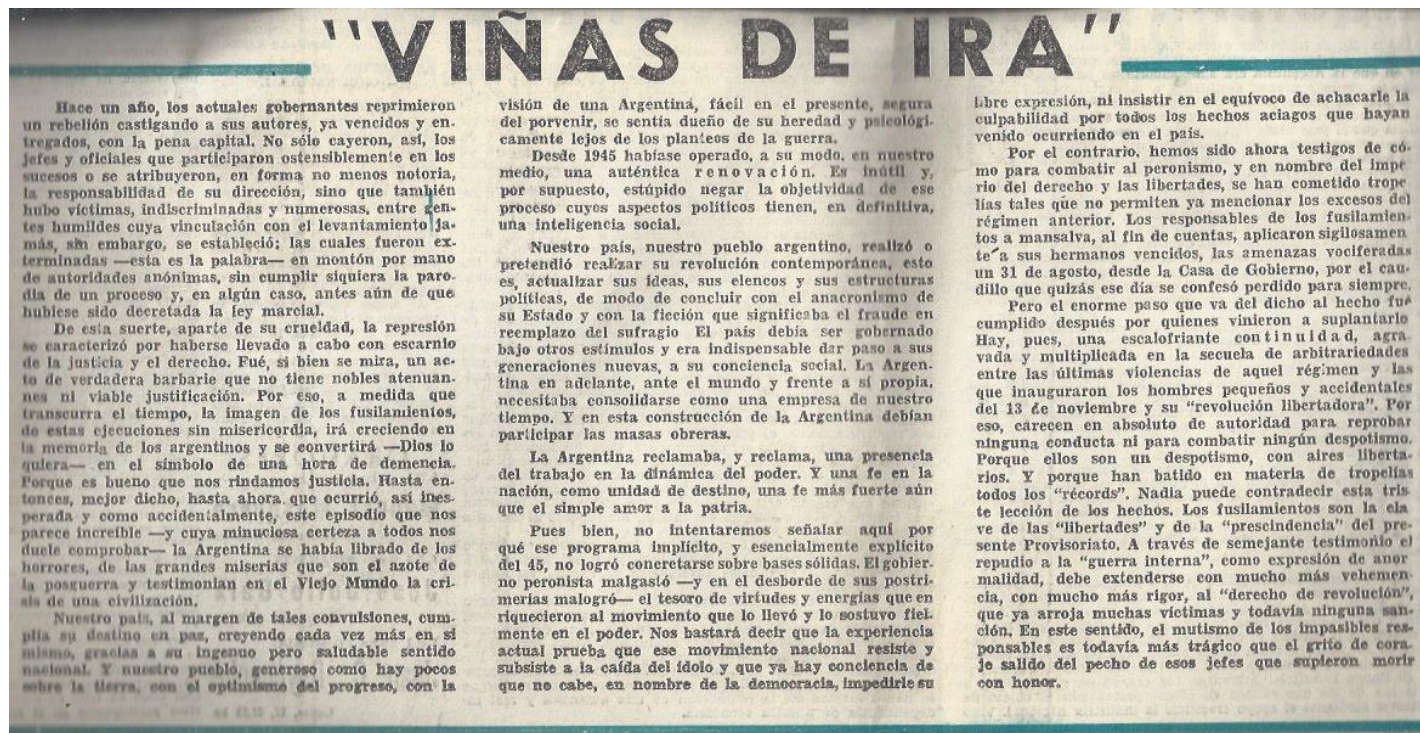 "VIÑAS DE IRA"
Hace un año, los actuales gobernantes reprimieron
un rebelión castigando a sus autores, ya vencidos y en-
tregados, con la pena capital. No sólo cayeron, así, los
jefes y oficiales que participaron ostensiblemente en los
sucesos o se atribuyeron, en forma no menos notoria,
la responsabilidad de su dirección, sino que también
hubo víctimas, indiscriminadas y numerosas, entre gen-
tes humildes cuya vinculación con el levantamiento ja-
más, sin embargo, se estableció; las cuales fueron ex-
terminadas —esta es la palabra— en montón por mano
de autoridades anónimas, sin cumplir siquiera la paro-
dia de un proceso y, en algún caso, antes aún de que
hubiese sido decretada la ley marcial.
De esta suerte, aparte de su crueldad, la represión
se caracterizó por haberse llevado a cabo con escarnio
de la justicia y el derecho. Fué, si bien se mira, un ac-
to de verdadera barbarie que no tiene nobles atenuan-
nes ni viable justificación. Por eso, a medida que
transcurra el tiempo, la imagen de los fusilamientos,
de estas ejecuciones sin misericordia, irá creciendo en
la memoria de los argentinos y se convertirá —Dios lo
quiera— en el símbolo de una hora de demencia.
Porque es bueno que nos rindamos justicia. Hasta en-
tonces, mejor dicho, hasta ahora que ocurrió, así ines-
perada y como accidentalmente, este episodio que nos
parece increíble —y cuya minuciosa certeza a todos nos
duele comprobar— la Argentina se había librado de los
horrores, de las grandes miserias que son el azote de
la posguerra y testimonian en el Viejo Mundo la cri-
sis de una civilización.
Nuestro país, al margen de tales convulsiones, cum-
plía su destino en paz, creyendo cada vez más en sí
mismo, gracias a su ingenuo pero saludable sentido
nacional. Y nuestro pueblo, generoso como hay pocos
sobre la tierra, con el optimismo del progreso, con la
visión de una Argentina, fácil en el presente, segura
del porvenir, se sentia dueño de su heredad y psicológi-
camente lejos de los planteos de la guerra.
Desde 1945 habíase operado, a su modo, en nuestro
medio, una auténtica renovación. Es inútil y,
por supuesto, estúpido negar la objetividad de ese
proceso cuyos aspectos políticos tienen, en definitiva,
una inteligencia social.
Nuestro país, nuestro pueblo argentino, realizó o
pretendió realizar su revolución contemporánea, esto
es, actualizar sus ideas, sus elencos y sus estructuras
políticas, de modo de concluir con el anacronismo de
su Estado y con la ficción que significaba el fraude en
reemplazo del sufragio El país debía ser gobernado
bajo otros estímulos y era indispensable dar paso a sus
generaciones nuevas, a su conciencia social. La Argen-
tina en adelante, ante el mundo y frente a sí propia,
necesitaba consolidarse como una empresa de nuestro
tiempo. Y en esta construcción de la Argentina debían
participar las masas obreras.
La Argentina reclamaba, y reclama, una presencia
del trabajo en la dinámica del poder. Y una fe en la
nación, como unidad de destino, una fe más fuerte aún
que el simple amor a la patria.
Pues bien, no intentaremos señalar aquí por
qué ese programa implícito, y esencialmente explícito
del 45, no logró concretarse sobre bases sólidas. El gobier-
no peronista malgastó —y en el desborde de sus postri-
merías malogró— el tesoro de virtudes y energías que en
riquecieron al movimiento que lo llevó y lo sostuvo fiel-
mente en el poder. Nos bastará decir que la experiencia
actual prueba que ese movimiento nacional resiste y
subsiste a la caída del ídolo y que ya hay conciencia de
que no cabe, en nombre de la democracia, impedirle su
libre expresión, ni insistir en el equívoco de achacarle la
culpabilidad por todos los hechos aciagos que hayan
venido ocurriendo en el país.
Por el contrario, hemos sido ahora testigos de có-
mo para combatir al peronismo, y en nombre del impe
rio del derecho y las libertades, se han cometido trope
lías tales que no permiten ya mencionar los excesos del
régimen anterior. Los responsables de los fusilamien-
tos a mansalva, al fin de cuentas, aplicaron sigilosamen
te a sus hermanos vencidos, las amenazas vociferadas
un 31 de agosto, desde la Casa de Gobierno, por el cau-
dillo que quizás ese día se confesó perdido para siempre.
Pero el enorme paso que va del dicho al hecho fué
cumplido después por quienes vinieron a suplantarlo
Hay, pues, una escalofriante continuidad, agra
vada y multiplicada en la secuela de arbitrariedades
entre las últimas violencias de aquel régimen y las
que inauguraron los hombres pequeños y accidentales
del 13 de noviembre y su "revolución libertadora". Por
eso, carecen en absoluto de autoridad para reprobar
ninguna conducta ni para combatir ningún despotismo.
Porque ellos son un despotismo, con aires liberta-
rios. Y porque han batido en materia de tropelías
todos los "récords". Nadia puede contradecir esta tris
te lección de los hechos. Los fusilamientos son la cla
ve de las "libertades" y de la "prescindencia" del pre-
sente Provisoriato. A través de semejante testimonio el
repudio a la "guerra interna", como expresión de anor
malidad, debe extenderse con mucho más vehemen
cia, con mucho más rigor, al "derecho de revolución",
que ya arroja muchas víctimas y todavía ninguna san-
ción. En este sentido, el mutismo de los impasibles res-
ponsables es todavía más trágico que el grito de cora-
je salido del pecho de esos jefes que supieron morir
con honor.